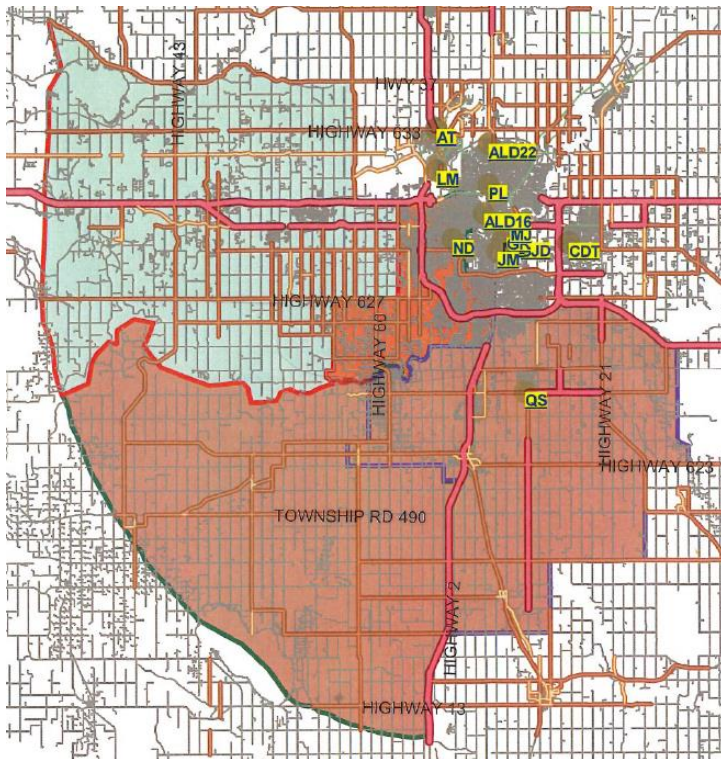 HIGHWAY 43
HWY 37
HIGHWAY 633
AT
ALD22
LM
PL
ALD16
MJ
ND
JD
CDT
JM
HIGHWAY 627
HIGHWAY 60
HIGHWAY 21
QS
HIGHWAY 623
TOWNSHIP RD 490
HIGHWAY 2
HIGHWAY 13